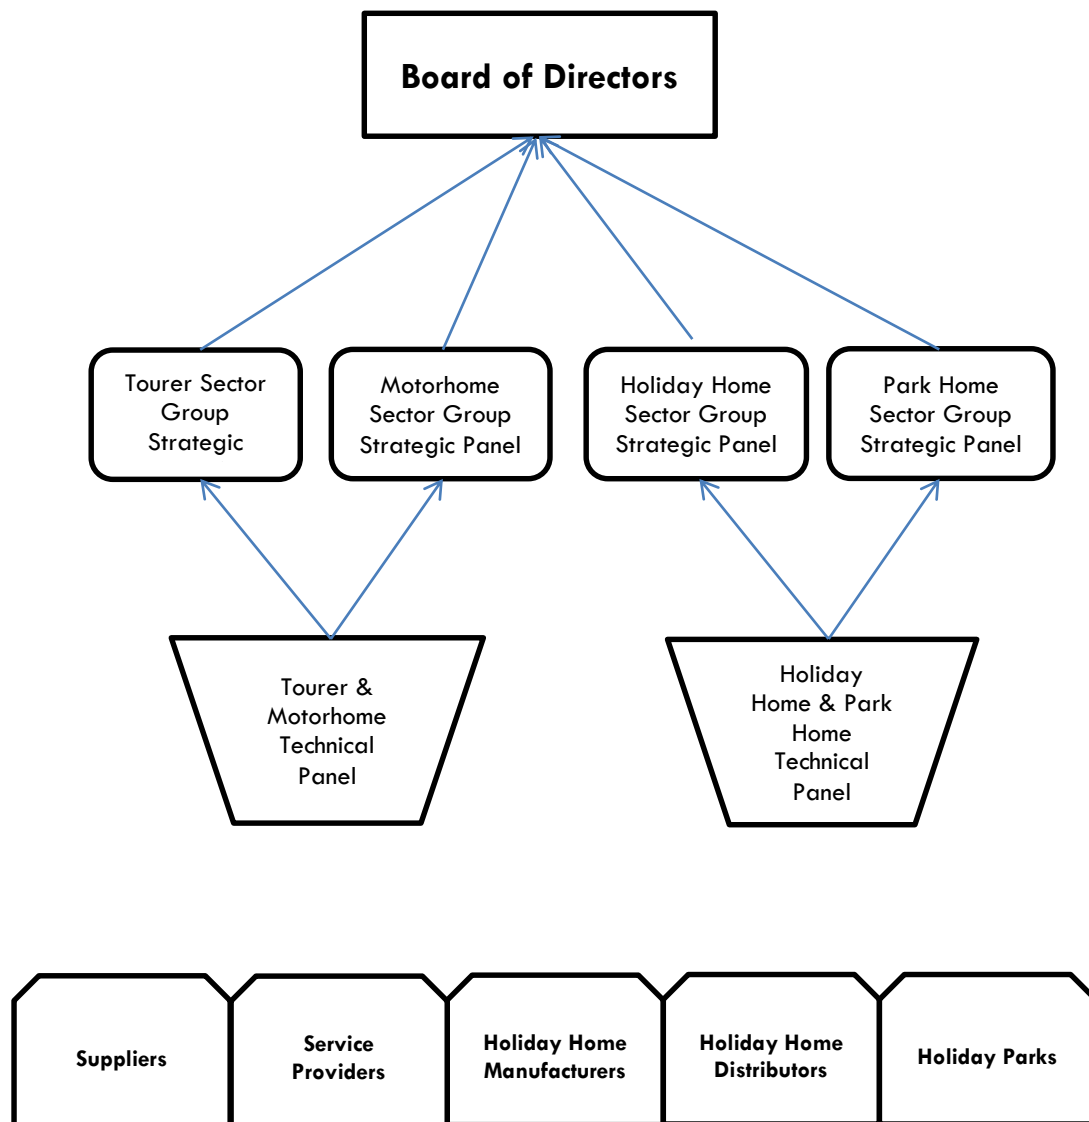 Board of Directors
Tourer Sector
Group
Strategic
Motorhome
Sector Group
Strategic Panel
Holiday Home
Sector Group
Strategic Panel
Park Home
Sector Group
Strategic Panel
Tourer &
Motorhome
Technical
Panel
Holiday
Home & Park
Home
Technical
Panel
Suppliers
Service
Providers
Holiday Home
Manufacturers
Holiday Home
Distributors
Holiday Parks